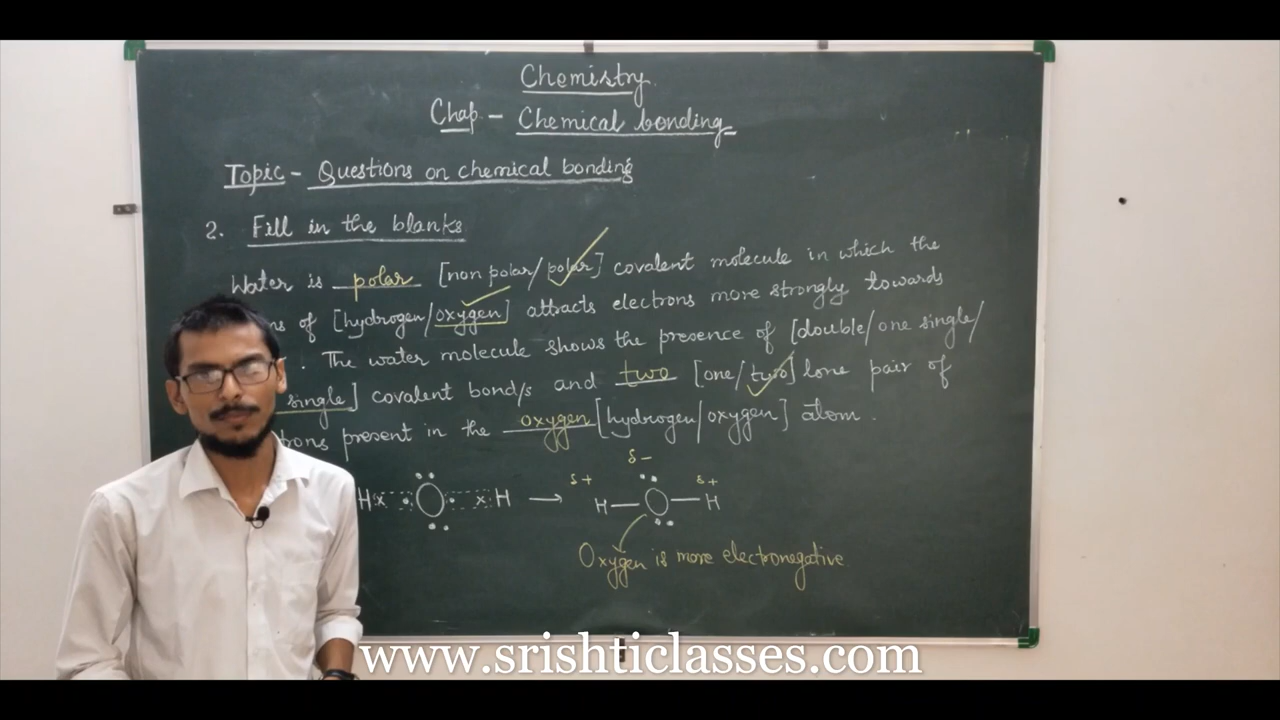 Chemistry
Chap - Chemical bonding
Topic - Questions on chemical bonding
2. Fill in the blanks
Water is polar [non polar/polar] covalent molecule in which the
ns of [hydrogen/oxygen] attracts electrons more strongly towards
. The water molecule shows the presence of [double/one single/
single] covalent bond/s and two [one/two] lone pair of
ons present in the oxygen [hydrogen/oxygen] atom.
δ+ δ- δ+
H x O x H → H - O - H
Oxygen is more electronegative
www.srishticlasses.com